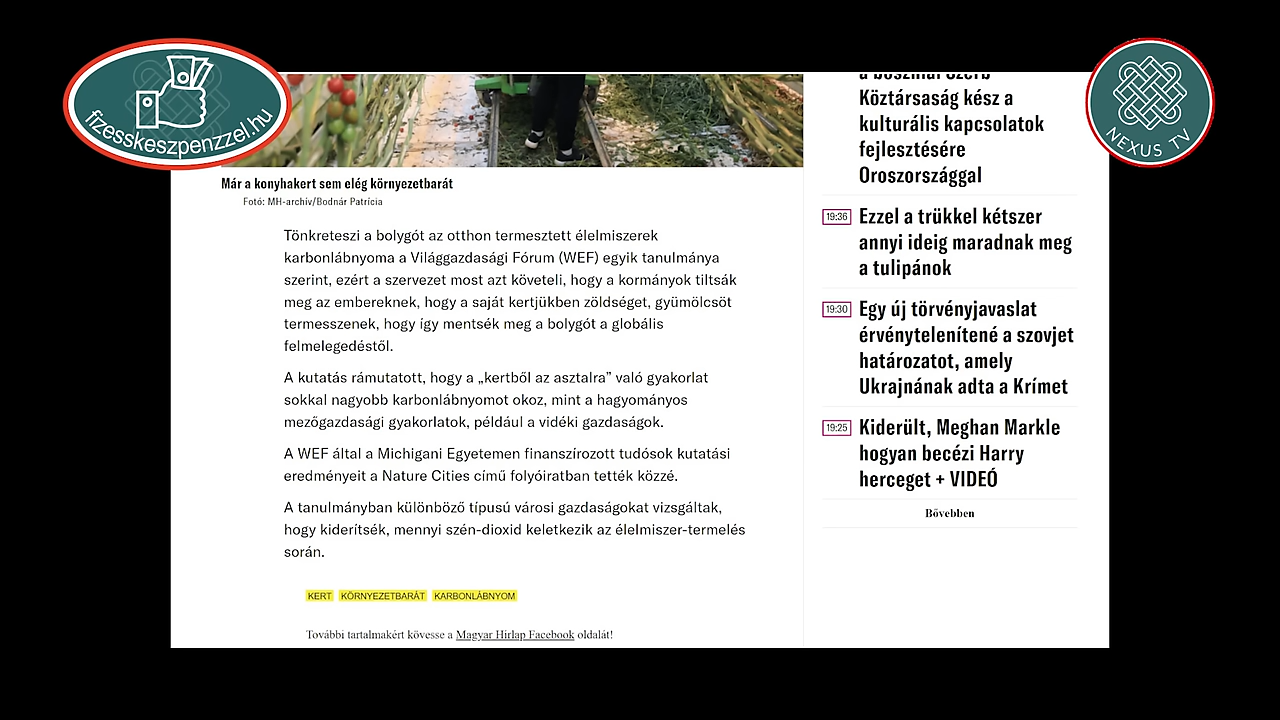 fizesskeszpenzzel.hu
NEXUS TV
Már a konyhakert sem elég környezetbarát
Fotó: MH-archív/Bodnár Patrícia
Tönkreteszi a bolygót az otthon termesztett élelmiszerek
karbonlábnyoma a Világgazdasági Fórum (WEF) egyik tanulmánya
szerint, ezért a szervezet most azt követeli, hogy a kormányok tiltsák
meg az embereknek, hogy a saját kertjükben zöldséget, gyümölcsöt
termesszenek, hogy így mentsék meg a bolygót a globális
felmelegedéstől.
A kutatás rámutatott, hogy a „kertből az asztalra” való gyakorlat
sokkal nagyobb karbonlábnyomot okoz, mint a hagyományos
mezőgazdasági gyakorlatok, például a vidéki gazdaságok.
A WEF által a Michigani Egyetemen finanszírozott tudósok kutatási
eredményeit a Nature Cities című folyóiratban tették közzé.
A tanulmányban különböző típusú városi gazdaságokat vizsgáltak,
hogy kiderítsék, mennyi szén-dioxid keletkezik az élelmiszer-termelés
során.
KERT KÖRNYEZETBARÁT KARBONLÁBNYOM
További tartalmakért kövesse a Magyar Hírlap Facebook oldalát!
a boszniai Szerb
Köztársaság kész a
kulturális kapcsolatok
fejlesztésére
Oroszországgal
19:36 Ezzel a trükkel kétszer
annyi ideig maradnak meg
a tulipánok
19:30 Egy új törvényjavaslat
érvénytelenítené a szovjet
határozatot, amely
Ukrajnának adta a Krímet
19:25 Kiderült, Meghan Markle
hogyan becézi Harry
herceget + VIDEÓ
Bővebben